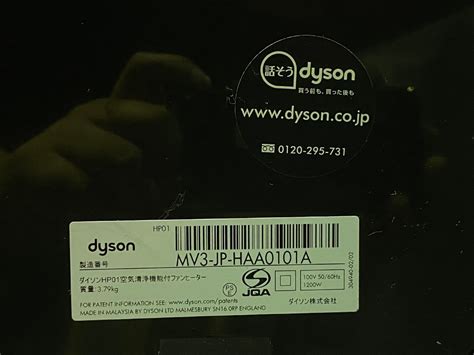 話そう dyson
買う前も、買った後も
www.dyson.co.jp
0120-295-731
HP01
dyson
製造番号
MV3-JP-HAA0101A
ダイソンHP01空気清浄機能付ファンヒーター
質量:3.79kg
JQA
100V 50/60Hz
1200W
FOR PATENT INFORMATION SEE: www.dyson.com/patents
MADE IN MALAYSIA BY DYSON LTD MALMESBURY SN16 0RP ENGLAND
ダイソン株式会社
304940-02/02